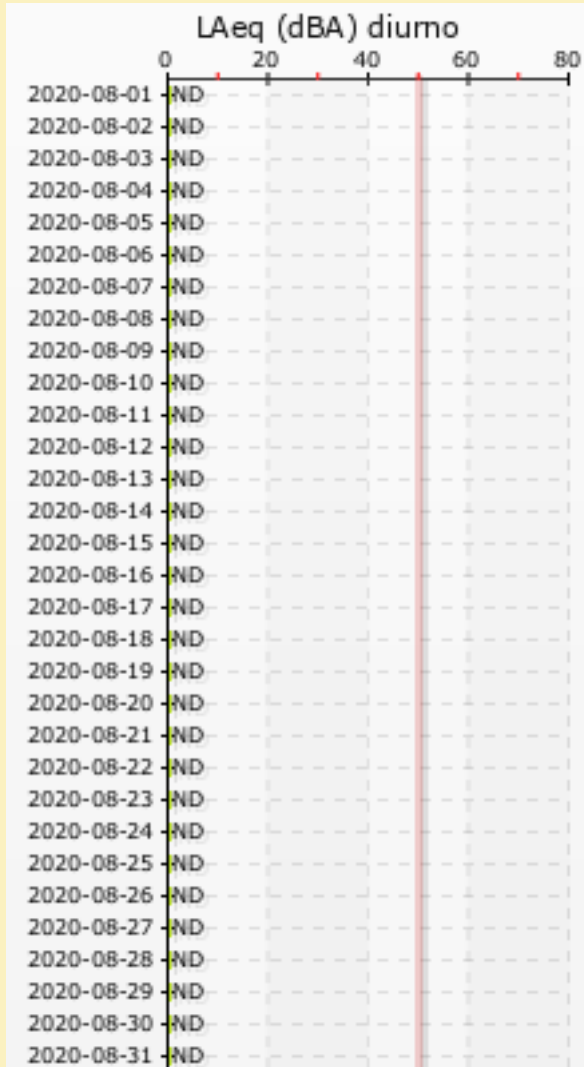 LAeq (dBA) diurno
0 20 40 60 80
2020-08-01 ND
2020-08-02 ND
2020-08-03 ND
2020-08-04 ND
2020-08-05 ND
2020-08-06 ND
2020-08-07 ND
2020-08-08 ND
2020-08-09 ND
2020-08-10 ND
2020-08-11 ND
2020-08-12 ND
2020-08-13 ND
2020-08-14 ND
2020-08-15 ND
2020-08-16 ND
2020-08-17 ND
2020-08-18 ND
2020-08-19 ND
2020-08-20 ND
2020-08-21 ND
2020-08-22 ND
2020-08-23 ND
2020-08-24 ND
2020-08-25 ND
2020-08-26 ND
2020-08-27 ND
2020-08-28 ND
2020-08-29 ND
2020-08-30 ND
2020-08-31 ND